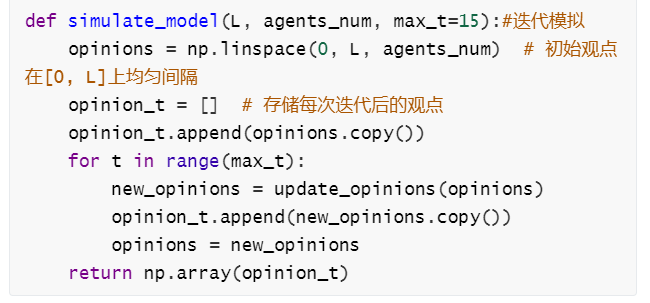 def simulate_model(L, agents_num, max_t=15):#迭代模拟
    opinions = np.linspace(0, L, agents_num)  # 初始观点
在[0, L]上均匀间隔
    opinion_t = []  # 存储每次迭代后的观点
    opinion_t.append(opinions.copy())
    for t in range(max_t):
        new_opinions = update_opinions(opinions)
        opinion_t.append(new_opinions.copy())
        opinions = new_opinions
    return np.array(opinion_t)